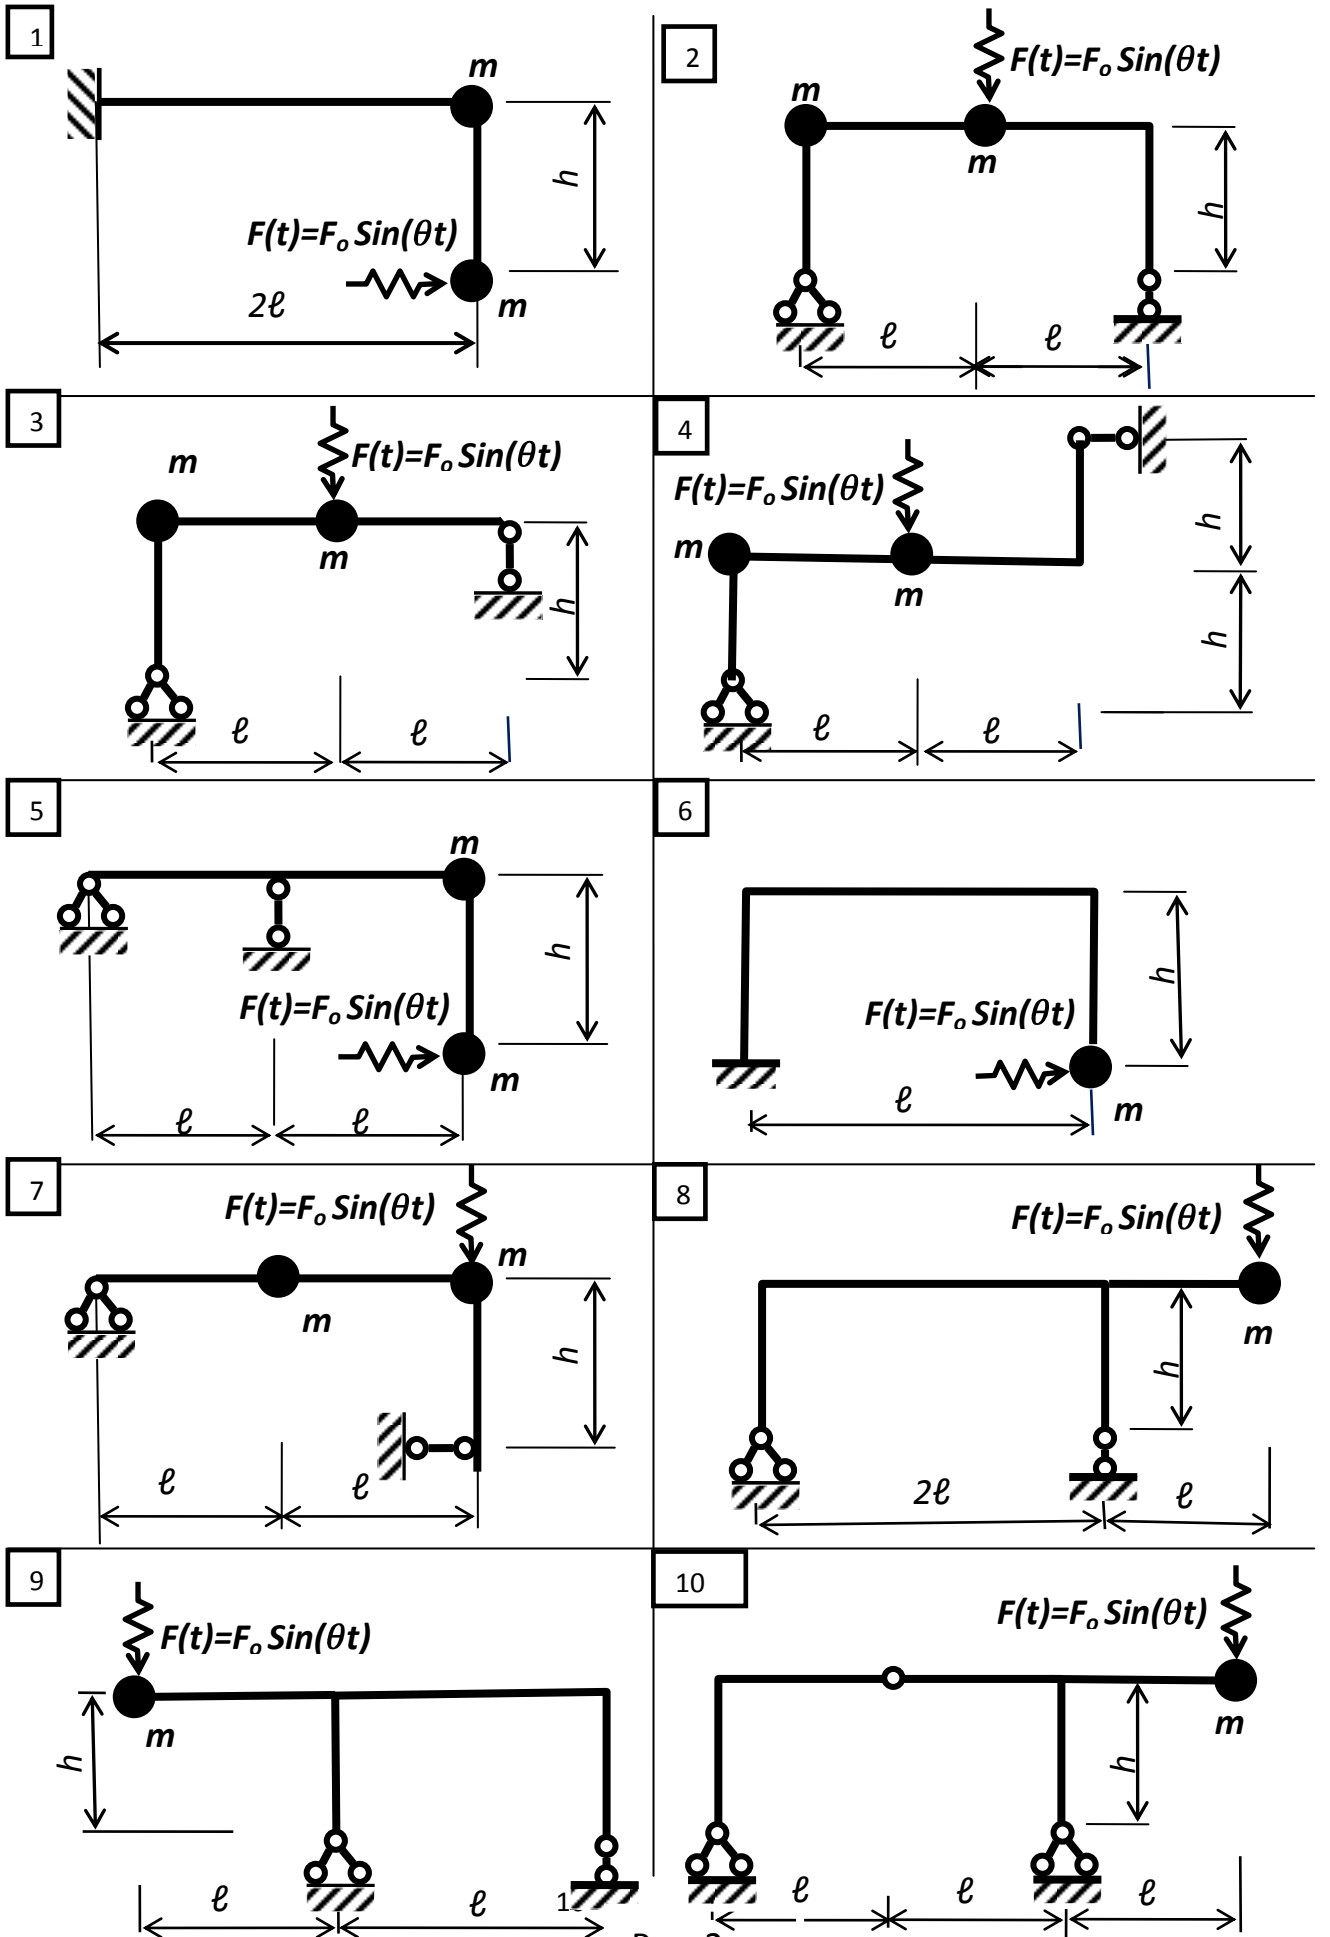 1
m
F(t)=Fₒ Sin(θt)
h
2ℓ
m
2
F(t)=Fₒ Sin(θt)
m
m
h
ℓ
ℓ
3
m
F(t)=Fₒ Sin(θt)
m
h
ℓ
ℓ
4
F(t)=Fₒ Sin(θt)
m
m
h
h
ℓ
ℓ
5
m
h
F(t)=Fₒ Sin(θt)
m
ℓ
ℓ
6
h
F(t)=Fₒ Sin(θt)
ℓ
m
7
F(t)=Fₒ Sin(θt)
m
m
h
ℓ
ℓ
8
F(t)=Fₒ Sin(θt)
m
h
2ℓ
ℓ
9
F(t)=Fₒ Sin(θt)
m
h
ℓ
ℓ
10
F(t)=Fₒ Sin(θt)
m
h
ℓ
ℓ
ℓ